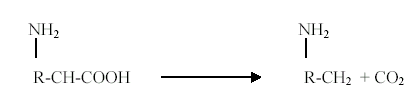 NH₂ NH₂
R-CH-COOH R-CH₂ + CO₂